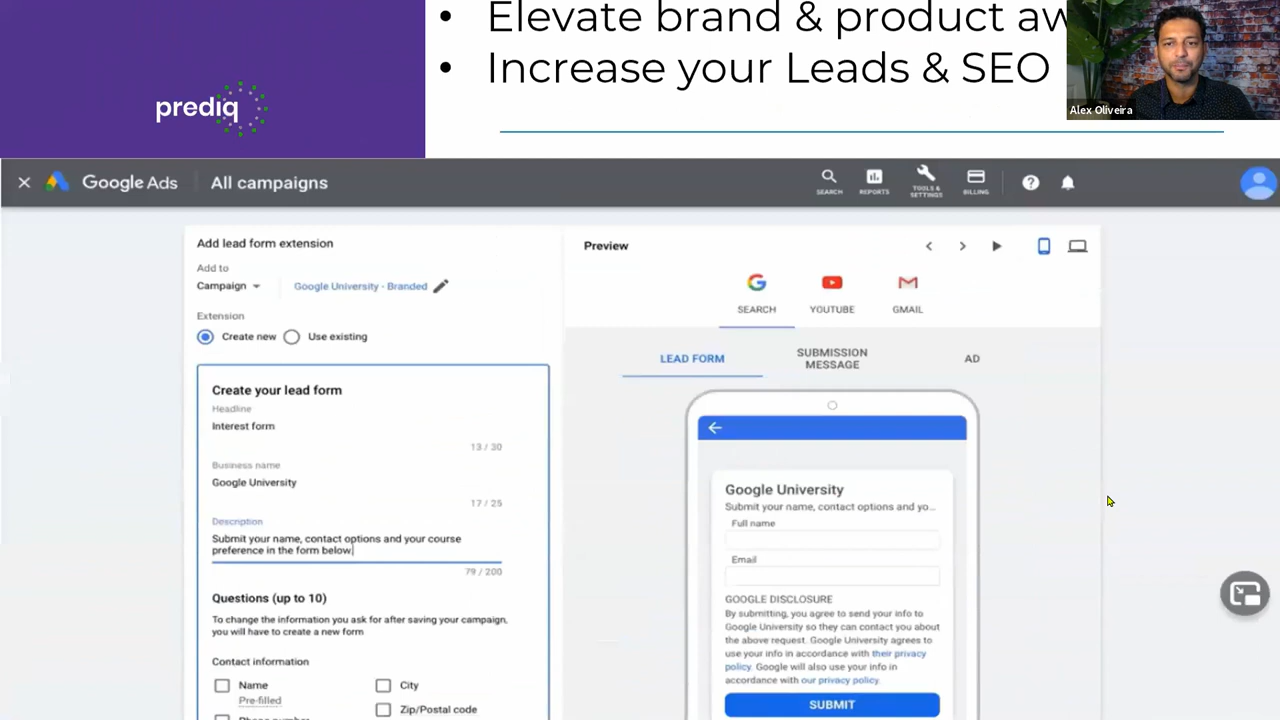 • Elevate brand & product aw
• Increase your Leads & SEO
prediq
Alex Oliveira
Google Ads
All campaigns
SEARCH
REPORTS
TOOLS &
SETTINGS
BILLING
Add lead form extension
Add to
Campaign
Google University - Branded
Extension
Create new
Use existing
Create your lead form
Headline
Interest form
13 / 30
Business name
Google University
17 / 25
Description
Submit your name, contact options and your course
preference in the form below
79 / 200
Questions (up to 10)
To change the information you ask for after saving your campaign,
you will have to create a new form
Contact information
Name
Pre-filled
City
Zip/Postal code
Phone number
Preview
SEARCH
YOUTUBE
GMAIL
LEAD FORM
SUBMISSION
MESSAGE
AD
Google University
Submit your name, contact options and yo...
Full name
Email
GOOGLE DISCLOSURE
By submitting, you agree to send your info to
Google University so they can contact you about
the above request. Google University agrees to
use your info in accordance with their privacy
policy. Google will also use your info in
accordance with our privacy policy.
SUBMIT